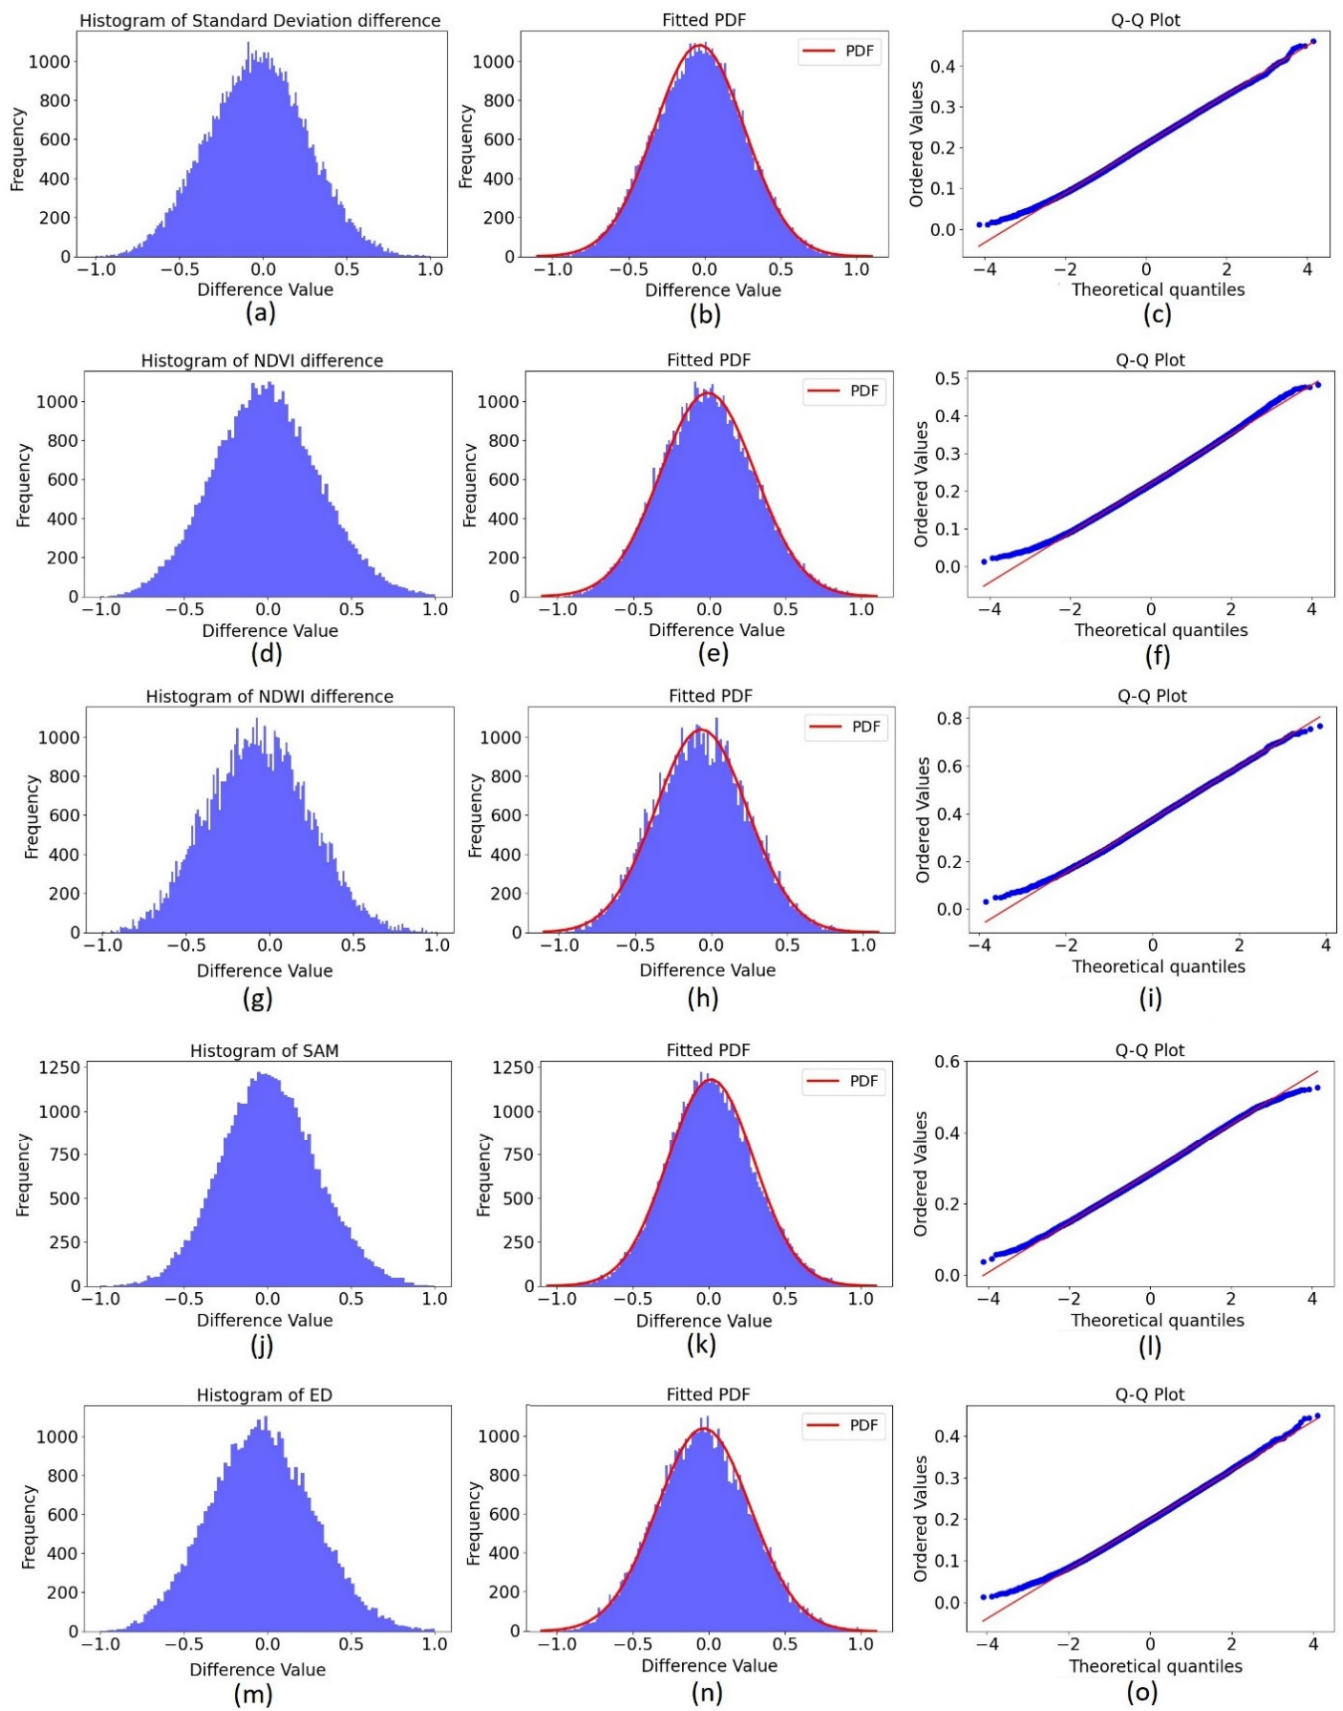 Histogram of Standard Deviation difference
Fitted PDF
Q-Q Plot
Frequency
1000
800
600
400
200
0
−1.0 −0.5 0.0 0.5 1.0
Difference Value
(a)
Frequency
1000
800
600
400
200
0
PDF
−1.0 −0.5 0.0 0.5 1.0
Difference Value
(b)
Ordered Values
0.4
0.3
0.2
0.1
0.0
−4 −2 0 2 4
Theoretical quantiles
(c)
Histogram of NDVI difference
Fitted PDF
Q-Q Plot
Frequency
1000
800
600
400
200
0
−1.0 −0.5 0.0 0.5 1.0
Difference Value
(d)
Frequency
1000
800
600
400
200
0
PDF
−1.0 −0.5 0.0 0.5 1.0
Difference Value
(e)
Ordered Values
0.5
0.4
0.3
0.2
0.1
0.0
−4 −2 0 2 4
Theoretical quantiles
(f)
Histogram of NDWI difference
Fitted PDF
Q-Q Plot
Frequency
1000
800
600
400
200
0
−1.0 −0.5 0.0 0.5 1.0
Difference Value
(g)
Frequency
1000
800
600
400
200
0
PDF
−1.0 −0.5 0.0 0.5 1.0
Difference Value
(h)
Ordered Values
0.8
0.6
0.4
0.2
0.0
−4 −2 0 2 4
Theoretical quantiles
(i)
Histogram of SAM
Fitted PDF
Q-Q Plot
Frequency
1250
1000
750
500
250
0
−1.0 −0.5 0.0 0.5 1.0
Difference Value
(j)
Frequency
1250
1000
750
500
250
0
PDF
−1.0 −0.5 0.0 0.5 1.0
Difference Value
(k)
Ordered Values
0.6
0.4
0.2
0.0
−4 −2 0 2 4
Theoretical quantiles
(l)
Histogram of ED
Fitted PDF
Q-Q Plot
Frequency
1000
800
600
400
200
0
−1.0 −0.5 0.0 0.5 1.0
Difference Value
(m)
Frequency
1000
800
600
400
200
0
PDF
−1.0 −0.5 0.0 0.5 1.0
Difference Value
(n)
Ordered Values
0.4
0.3
0.2
0.1
0.0
−4 −2 0 2 4
Theoretical quantiles
(o)